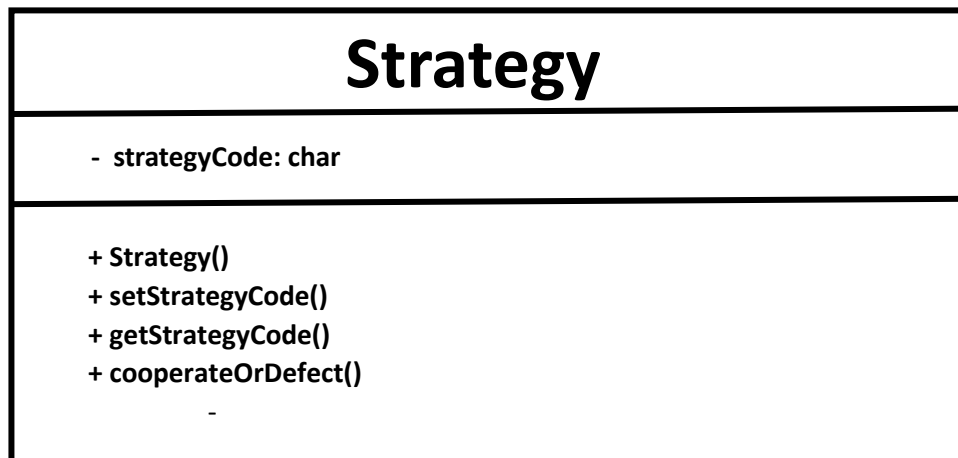 Strategy
- strategyCode: char
+ Strategy()
+ setStrategyCode()
+ getStrategyCode()
+ cooperateOrDefect()
-